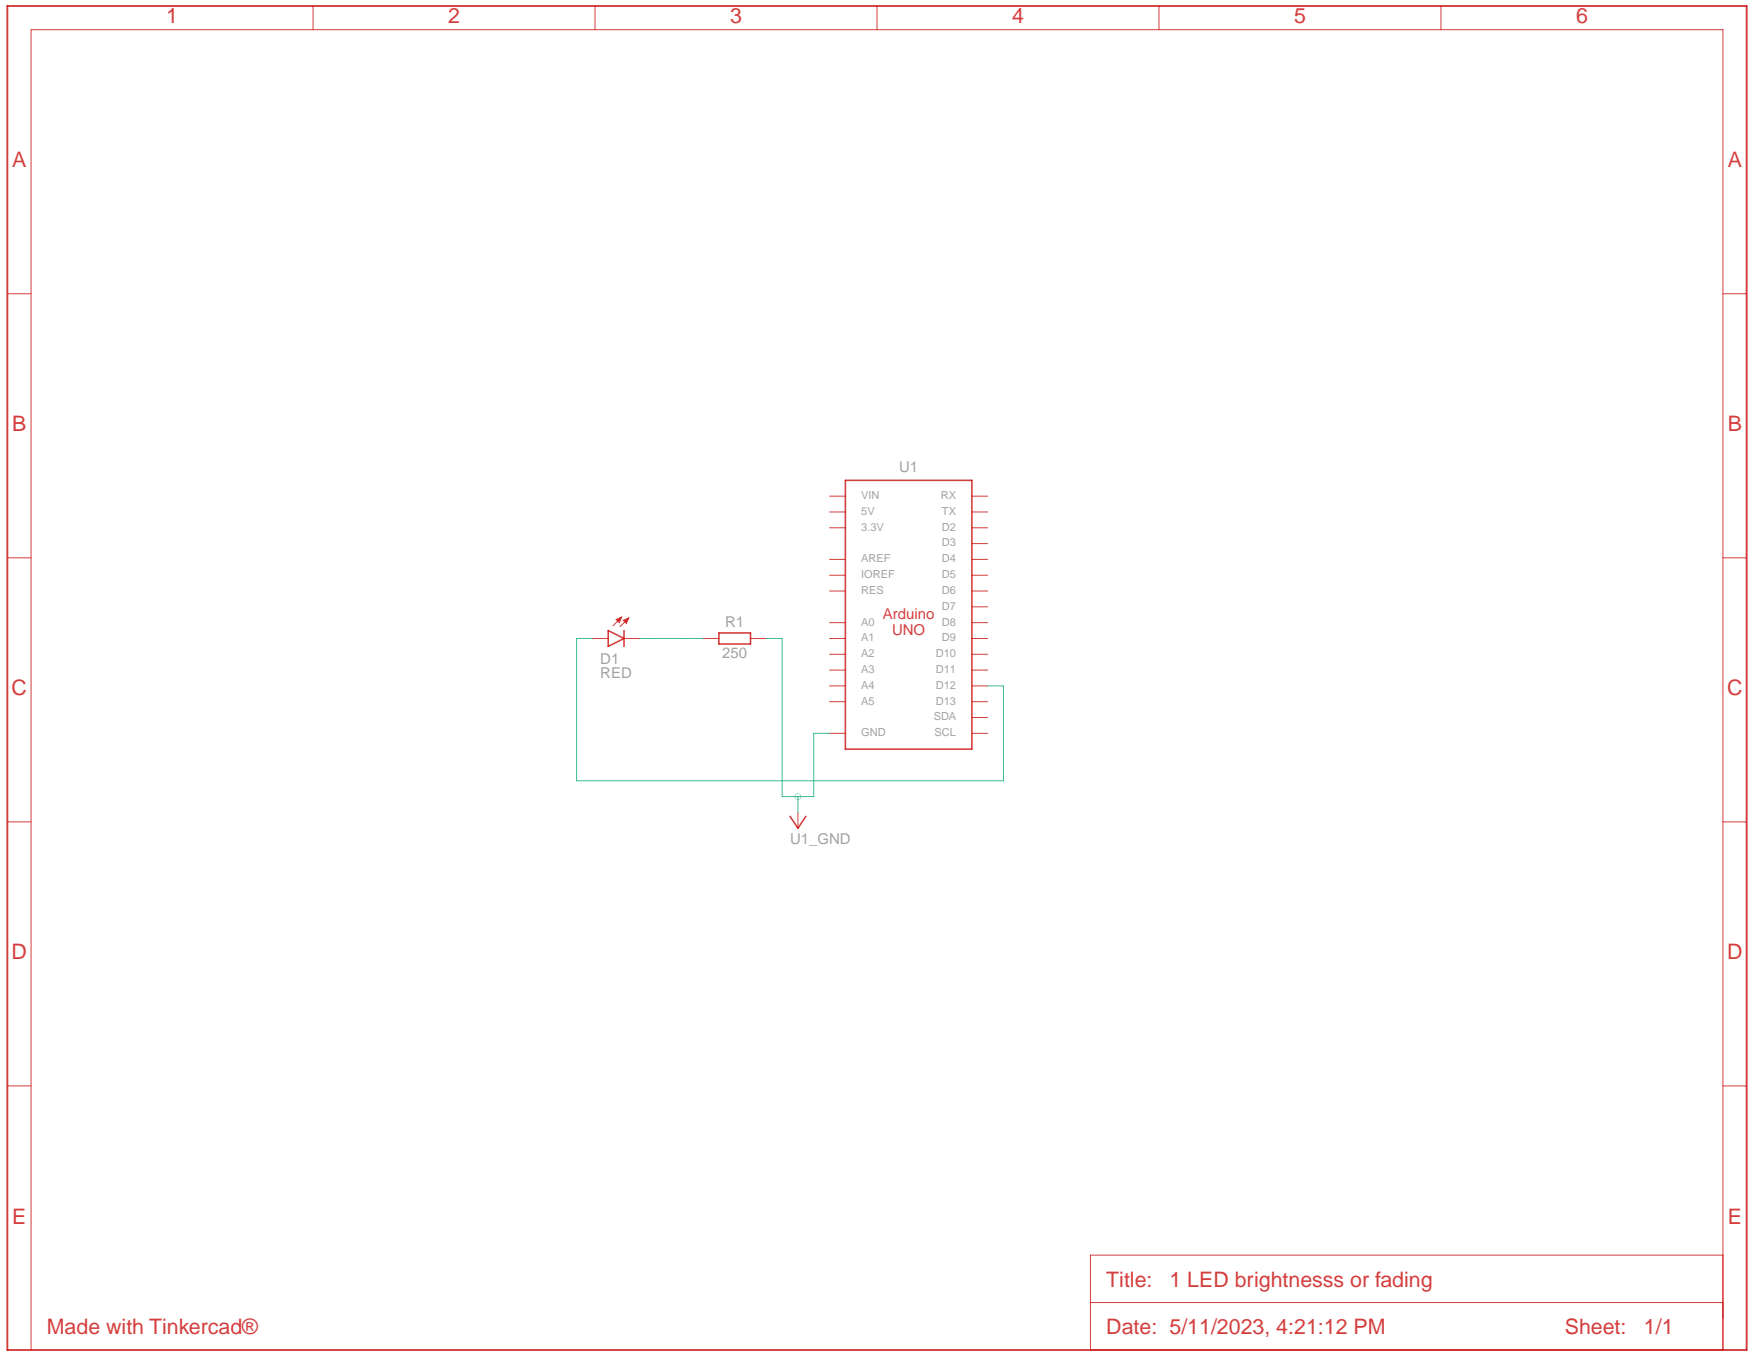 1 2 3 4 5 6
A A
B B
U1
VIN RX
5V TX
3.3V D2
D3
AREF D4
IOREF D5
RES D6
D7
Arduino
A0 D8
UNO
A1 D9
A2 D10
A3 D11
A4 D12
A5 D13
SDA
GND SCL
R1
250
D1
RED
C C
U1_GND
D D
E E
Title: 1 LED brightnesss or fading
Made with Tinkercad®
Date: 5/11/2023, 4:21:12 PM Sheet: 1/1